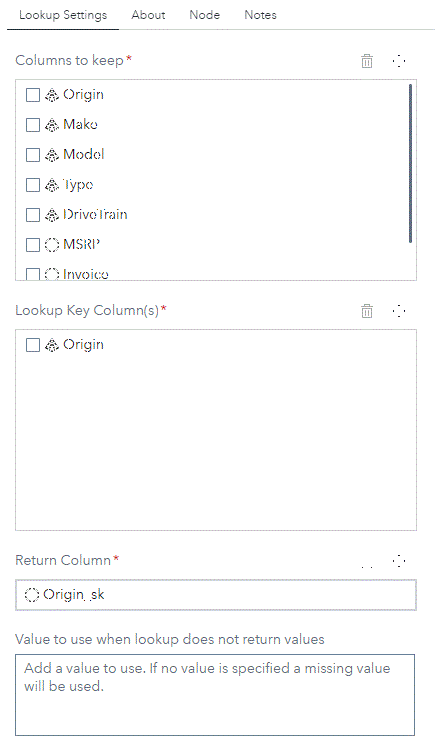 Lookup Settings About Node Notes
Columns to keep*
Origin
Make
Model
Type
DriveTrain
MSRP
Invoice
Lookup Key Column(s)*
Origin
Return Column*
Origin_sk
Value to use when lookup does not return values
Add a value to use. If no value is specified a missing value
will be used.